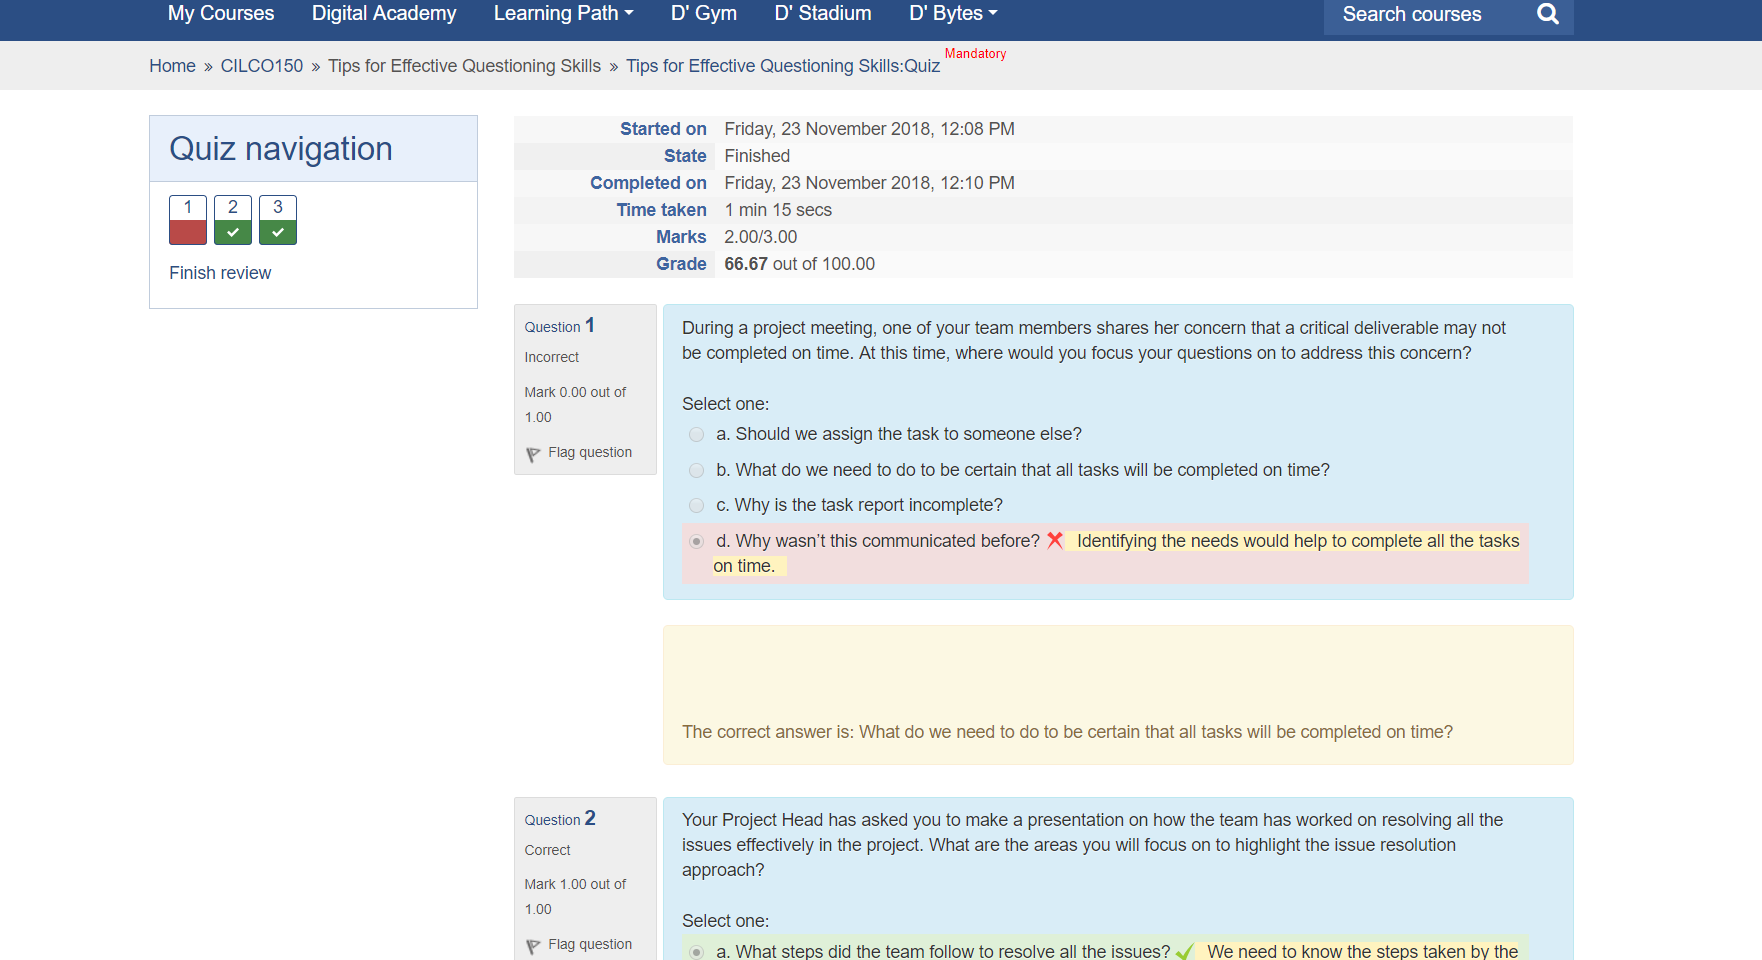 My Courses Digital Academy Learning Path D' Gym D' Stadium D' Bytes Search courses
Home » CILCO150 » Tips for Effective Questioning Skills » Tips for Effective Questioning Skills:Quiz Mandatory
Quiz navigation
1 2 3
Finish review
Started on Friday, 23 November 2018, 12:08 PM
State Finished
Completed on Friday, 23 November 2018, 12:10 PM
Time taken 1 min 15 secs
Marks 2.00/3.00
Grade 66.67 out of 100.00
Question 1
Incorrect
Mark 0.00 out of
1.00
Flag question
During a project meeting, one of your team members shares her concern that a critical deliverable may not
be completed on time. At this time, where would you focus your questions on to address this concern?
Select one:
a. Should we assign the task to someone else?
b. What do we need to do to be certain that all tasks will be completed on time?
c. Why is the task report incomplete?
d. Why wasn’t this communicated before? Identifying the needs would help to complete all the tasks
on time.
The correct answer is: What do we need to do to be certain that all tasks will be completed on time?
Question 2
Correct
Mark 1.00 out of
1.00
Flag question
Your Project Head has asked you to make a presentation on how the team has worked on resolving all the
issues effectively in the project. What are the areas you will focus on to highlight the issue resolution
approach?
Select one:
a. What steps did the team follow to resolve all the issues? We need to know the steps taken by the